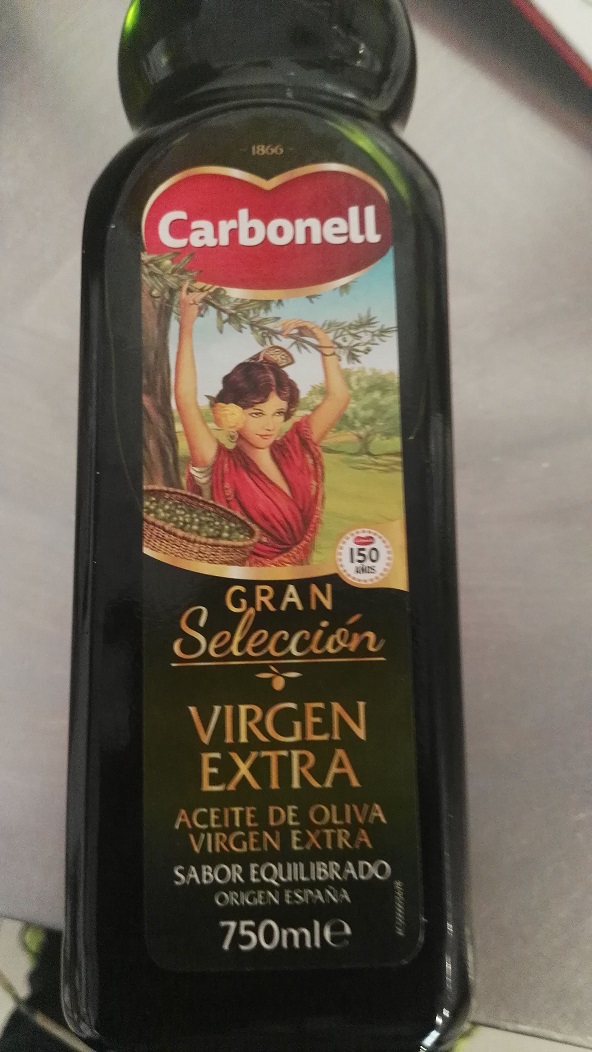 1866
Carbonell
150
AÑOS
GRAN
Selección
VIRGEN
EXTRA
ACEITE DE OLIVA
VIRGEN EXTRA
SABOR EQUILIBRADO
ORIGEN ESPAÑA
750ml℮